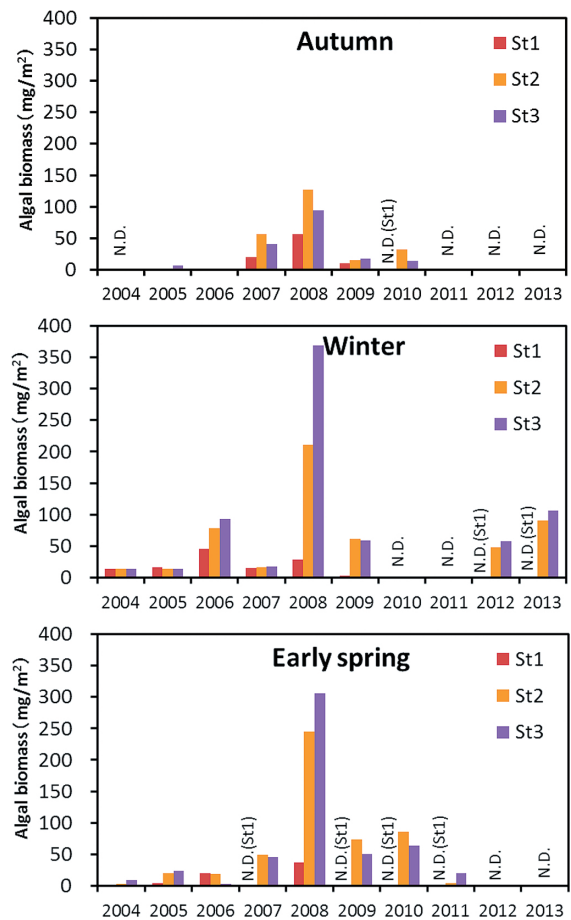 Autumn
Algal biomass (mg/m²)
400
350
300
250
200
150
100
50
0
St1
St2
St3
N.D.
N.D.(St1)
N.D.
N.D.
N.D.
2004 2005 2006 2007 2008 2009 2010 2011 2012 2013
Winter
Algal biomass (mg/m²)
400
350
300
250
200
150
100
50
0
St1
St2
St3
N.D.
N.D.
N.D.(St1)
N.D.(St1)
2004 2005 2006 2007 2008 2009 2010 2011 2012 2013
Early spring
Algal biomass (mg/m²)
400
350
300
250
200
150
100
50
0
St1
St2
St3
N.D.(St1)
N.D.(St1)
N.D.(St1)
N.D.(St1)
N.D.
N.D.
2004 2005 2006 2007 2008 2009 2010 2011 2012 2013